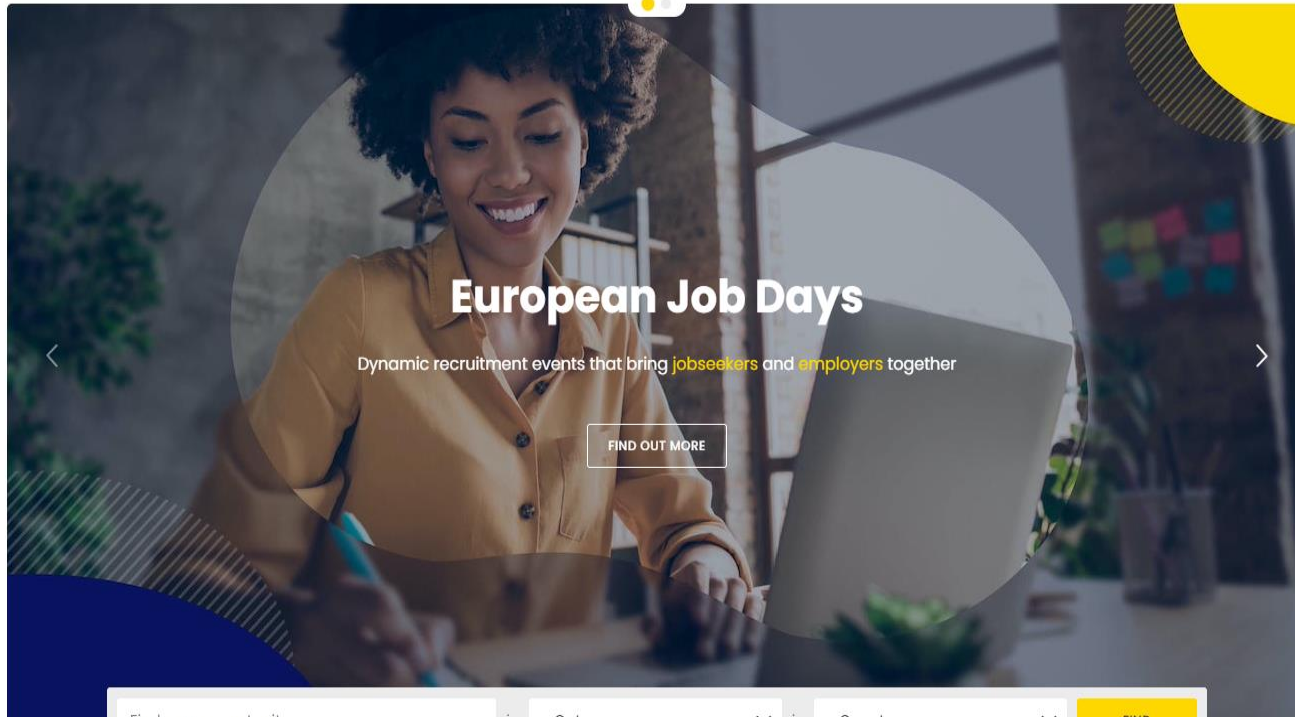 European Job Days
Dynamic recruitment events that bring jobseekers and employers together
FIND OUT MORE